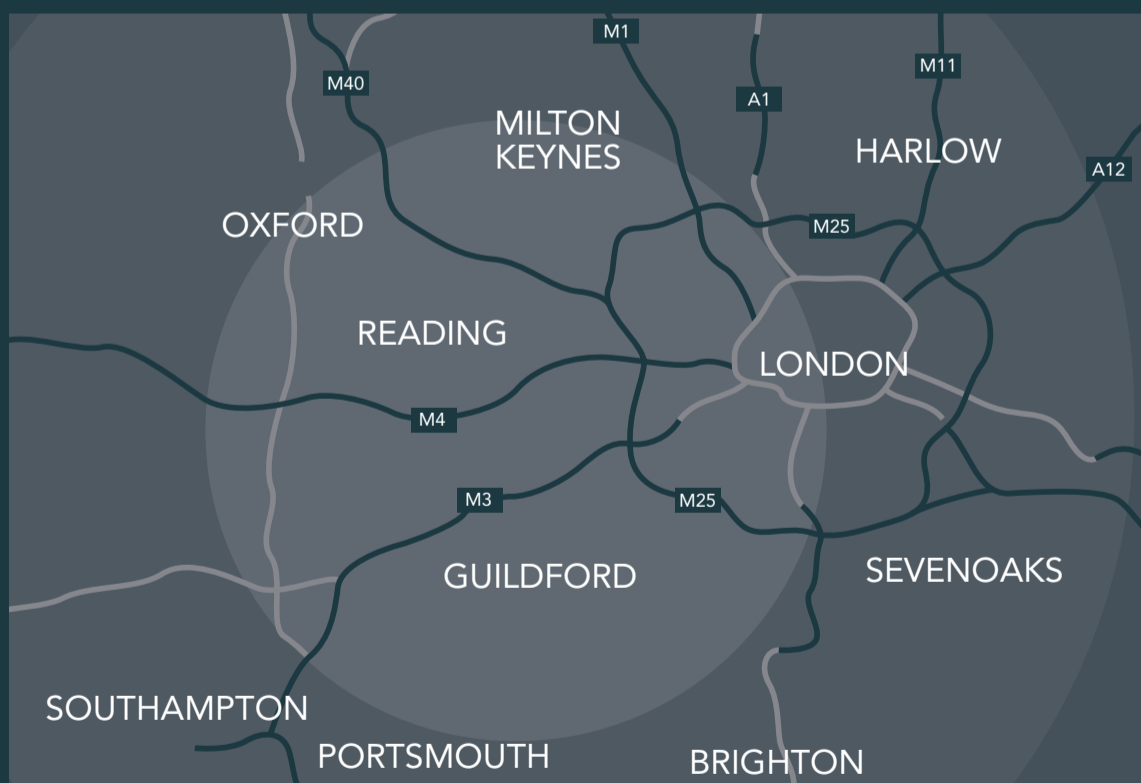 M1
M11
M40
A1
MILTON
KEYNES
HARLOW
A12
OXFORD
M25
READING
LONDON
M4
M3
M25
GUILDFORD
SEVENOAKS
SOUTHAMPTON
PORTSMOUTH
BRIGHTON